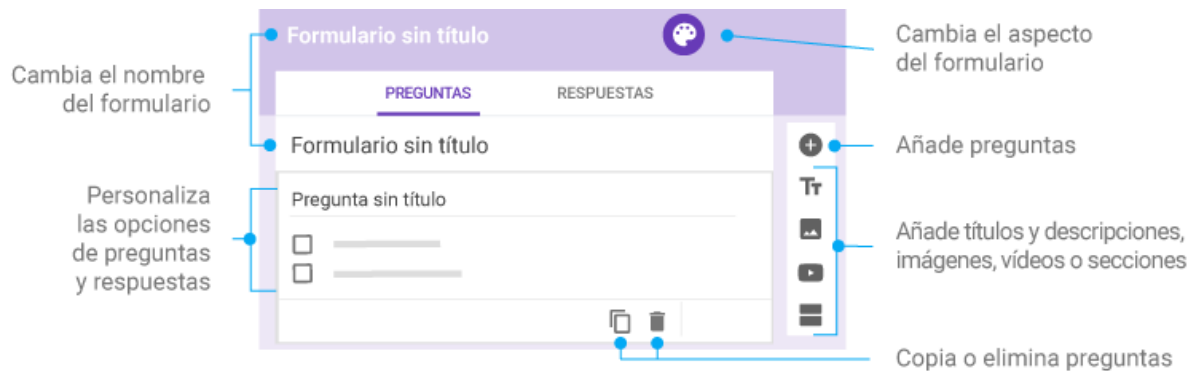 Formulario sin título
Cambia el aspecto
del formulario
Cambia el nombre
del formulario
PREGUNTAS
RESPUESTAS
Formulario sin título
Añade preguntas
Personaliza
las opciones
de preguntas
y respuestas
Pregunta sin título
Tt
Añade títulos y descripciones,
imágenes, vídeos o secciones
Copia o elimina preguntas